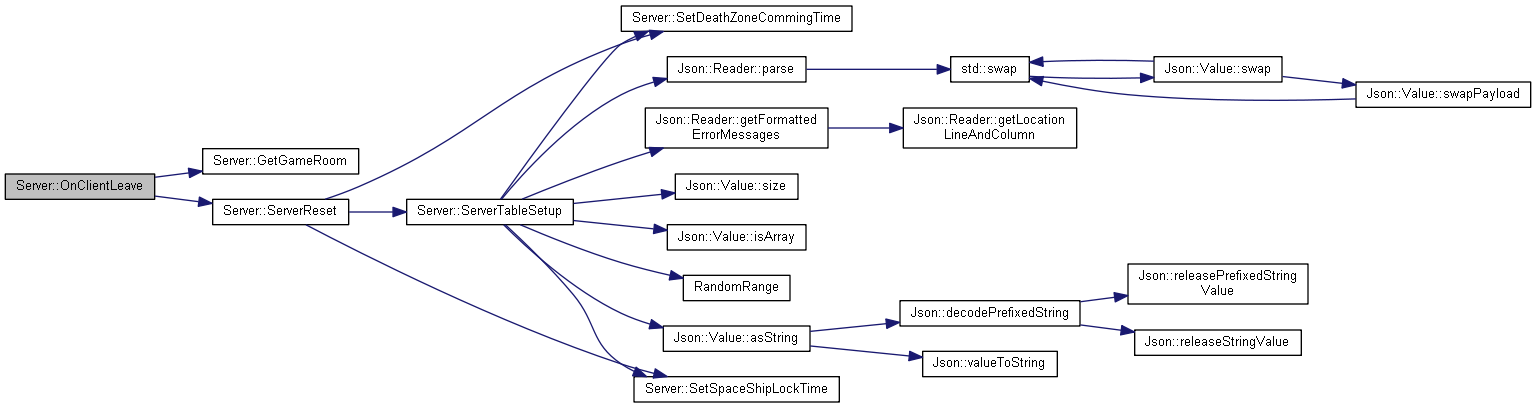 Server::SetDeathZoneCommingTime
Json::Reader::parse
std::swap
Json::Value::swap
Json::Value::swapPayload
Json::Reader::getFormatted
ErrorMessages
Json::Reader::getLocation
LineAndColumn
Server::GetGameRoom
Server::OnClientLeave
Json::Value::size
Server::ServerReset
Server::ServerTableSetup
Json::Value::isArray
RandomRange
Json::releasePrefixedString
Value
Json::decodePrefixedString
Json::Value::asString
Json::releaseStringValue
Json::valueToString
Server::SetSpaceShipLockTime